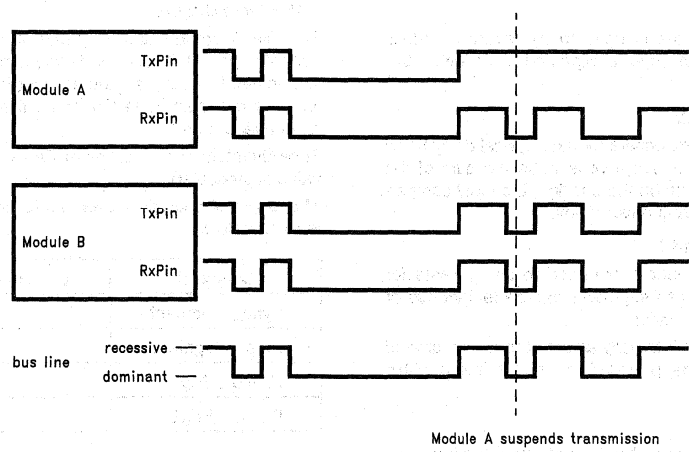 TxPin
Module A
RxPin
TxPin
Module B
RxPin
recessive
bus line
dominant
Module A suspends transmission